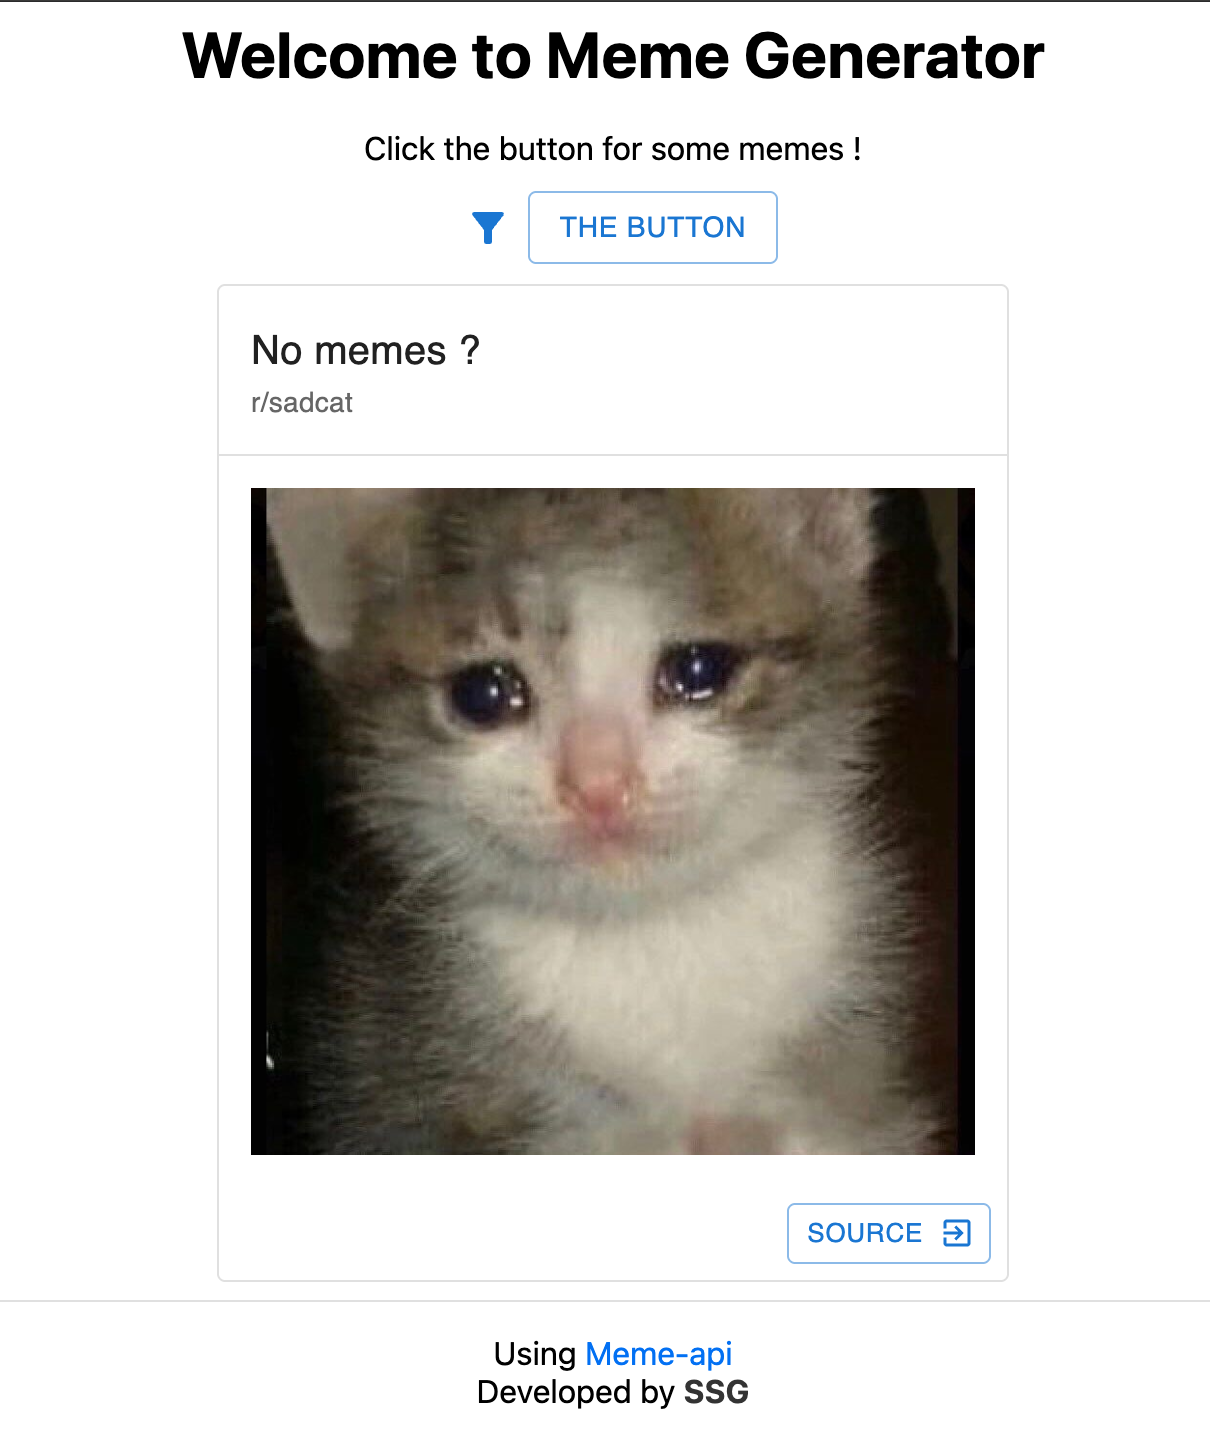 Welcome to Meme Generator
Click the button for some memes !
THE BUTTON
No memes ?
r/sadcat
SOURCE
Using Meme-api
Developed by SSG